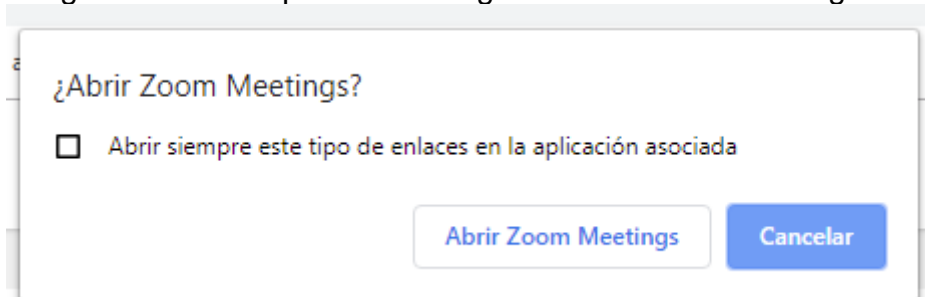 ¿Abrir Zoom Meetings?
Abrir siempre este tipo de enlaces en la aplicación asociada
Abrir Zoom Meetings
Cancelar